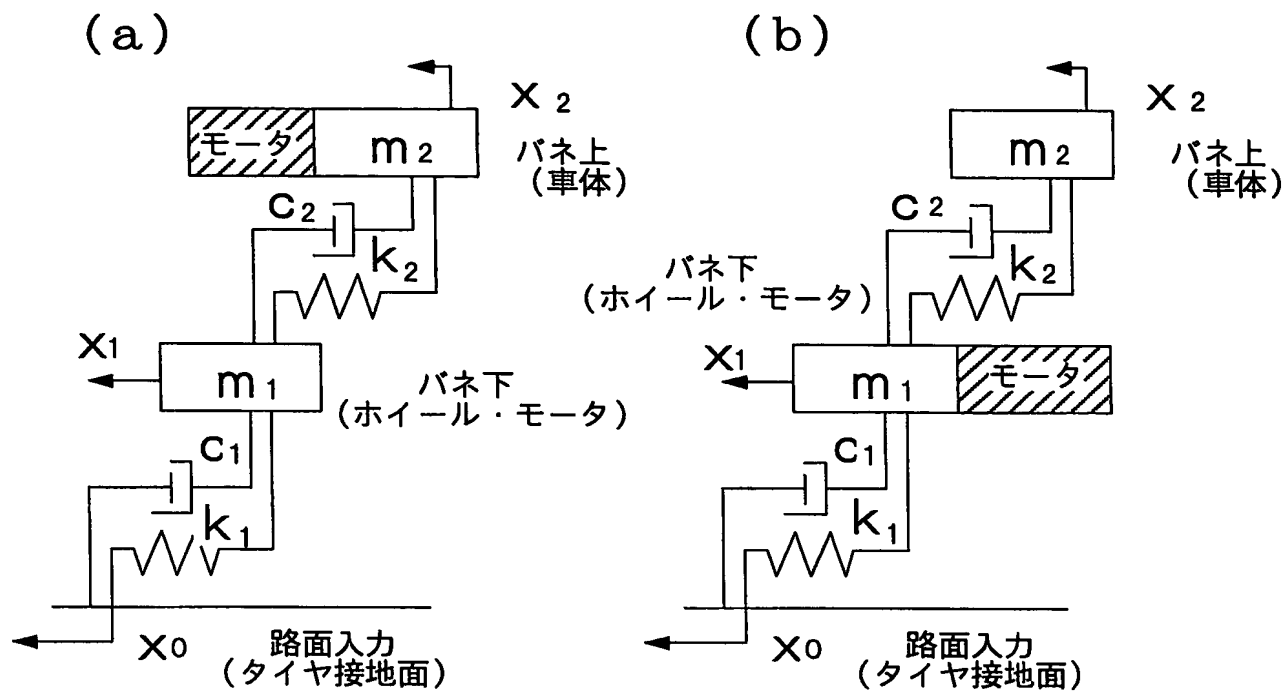 (a)
x2
モータ
m2
バネ上
(車体)
c2
k2
x1
m1
バネ下
(ホイール・モータ)
c1
k1
x0
路面入力
(タイヤ接地面)
(b)
x2
m2
バネ上
(車体)
c2
k2
バネ下
(ホイール・モータ)
x1
m1
モータ
c1
k1
x0
路面入力
(タイヤ接地面)